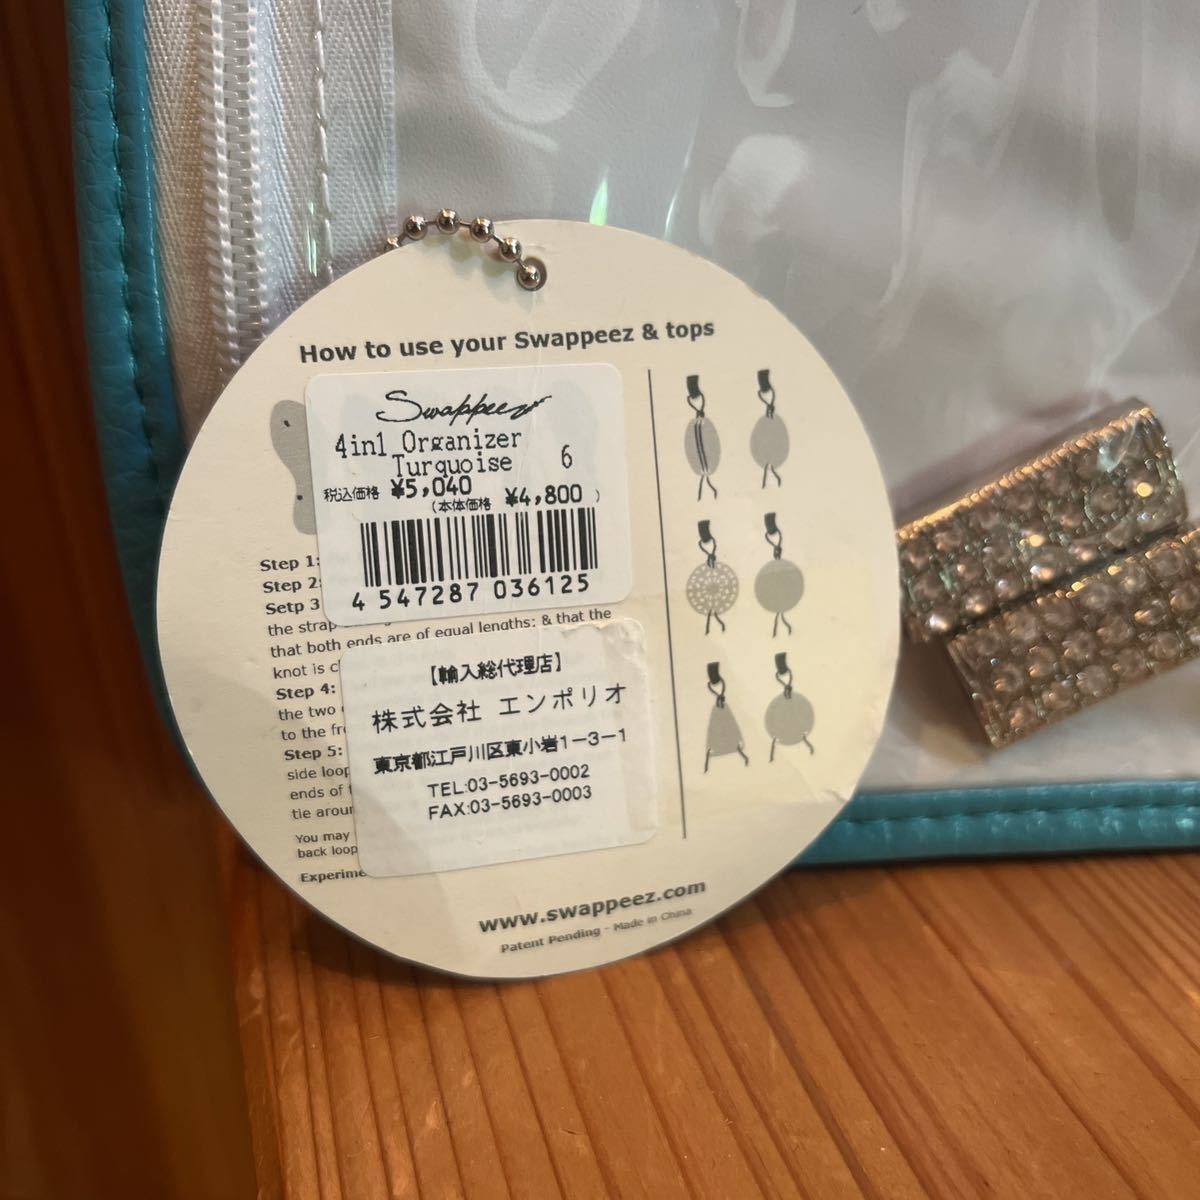 How to use your Swappeez & tops
Swappeez
4in1 Organizer
Turquoise 6
税込価格 ¥5,040
(本体価格 ¥4,800 )
4 547287 036125
Step 1:
Step 2:
Setp 3
the strap
that both ends are of equal lengths: & that the
knot is
Step 4:
the two
to the
Step 5:
side loop
ends of
tie
You may
back loop
【輸入総代理店】
株式会社 エンポリオ
東京都江戸川区東小岩1-3-1
TEL:03-5693-0002
FAX:03-5693-0003
www.swappeez.com
Patent Pending - Made in China